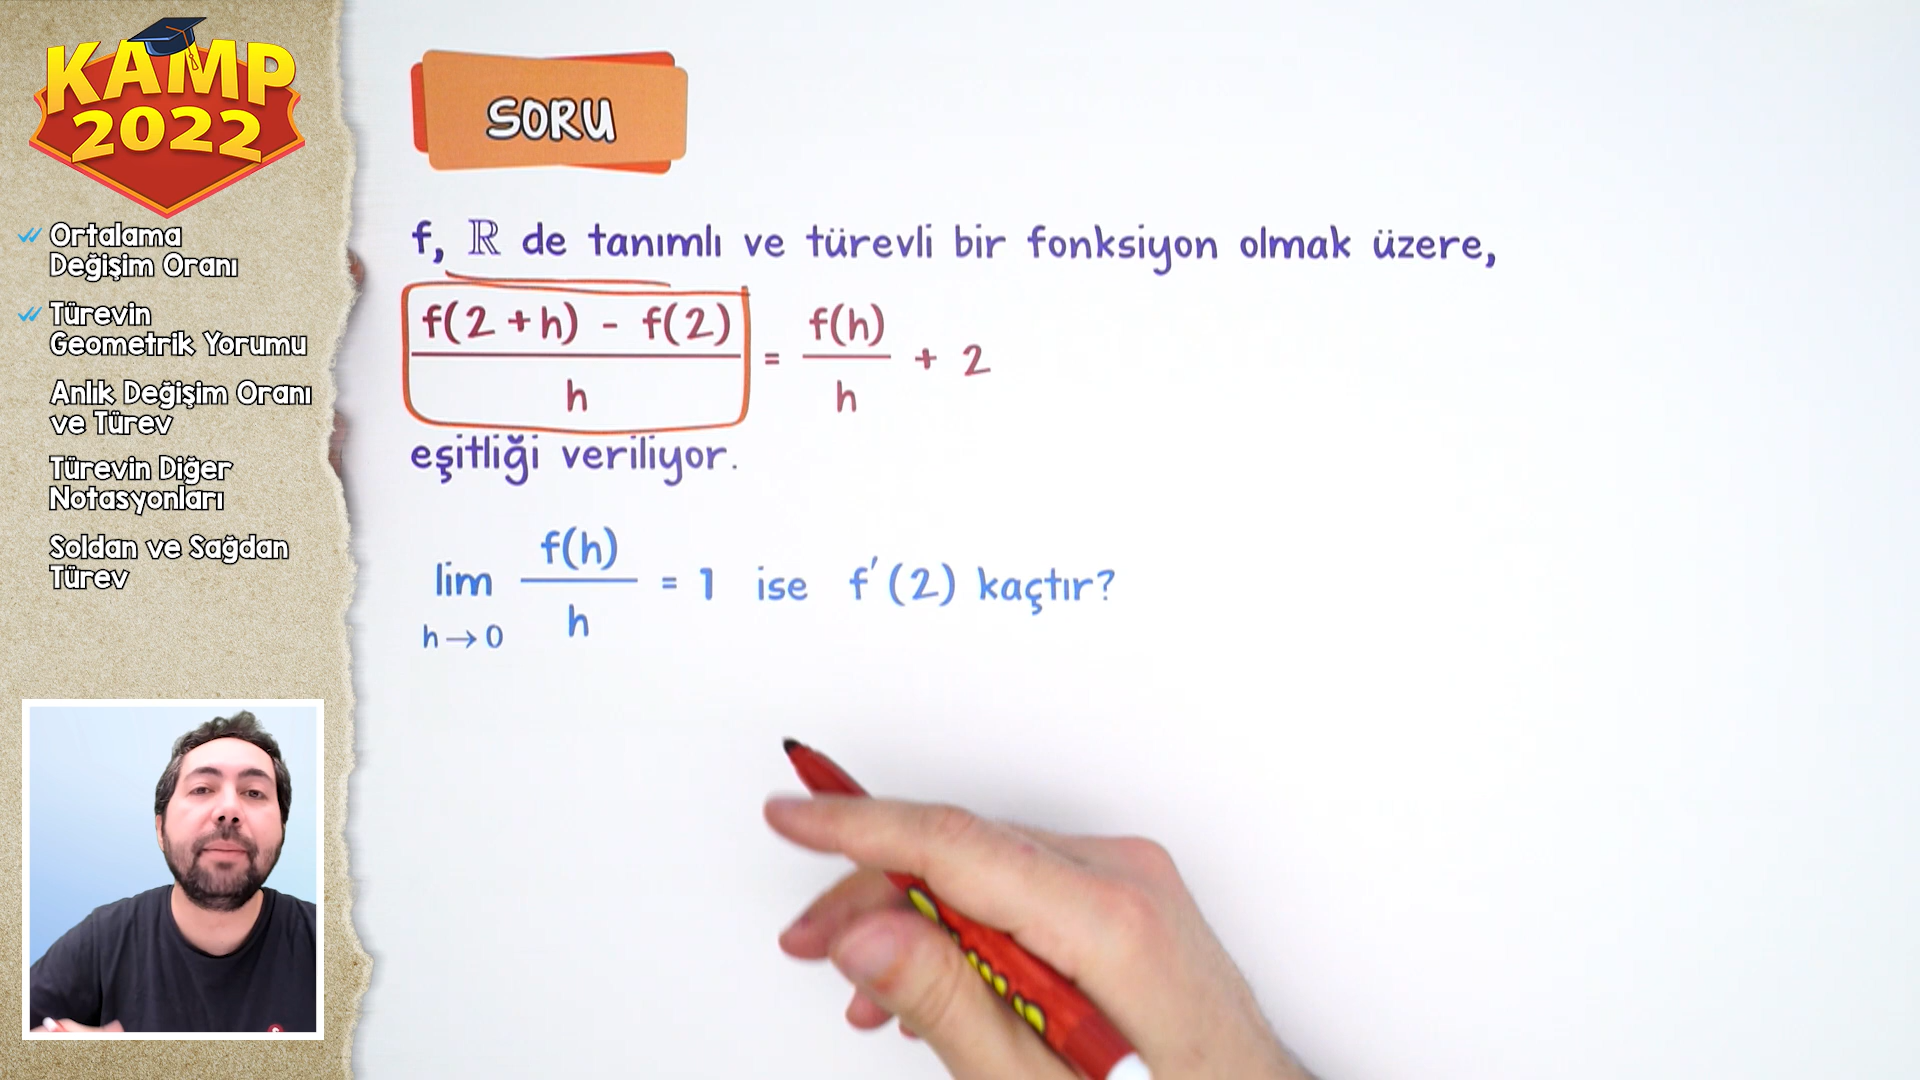 KAMP
2022
Ortalama
Değişim Oranı
Türevin
Geometrik Yorumu
Anlık Değişim Oranı
ve Türev
Türevin Diğer
Notasyonları
Soldan ve Sağdan
Türev
SORU
f, ℝ de tanımlı ve türevli bir fonksiyon olmak üzere,
f(2 + h) - f(2) / h = f(h) / h + 2
eşitliği veriliyor.
lim h→0 f(h) / h = 1 ise f'(2) kaçtır?